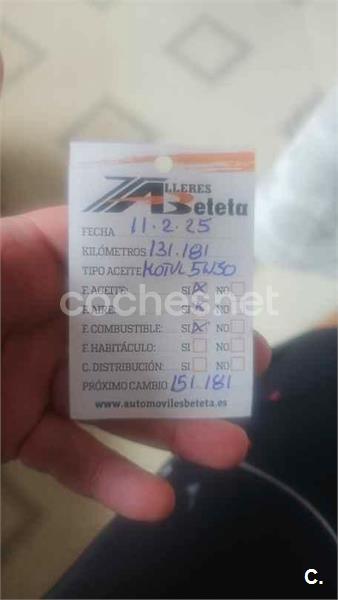 TALLERES
Beteta
FECHA 11.2.25
KILÓMETROS 131.181
TIPO ACEITE MOTUL 5W30
F. ACEITE: SI X NO
F. AIRE: SI X NO
F. COMBUSTIBLE: SI X NO
F. HABITÁCULO: SI NO
C. DISTRIBUCIÓN: SI NO
PRÓXIMO CAMBIO 151.181
www.automovilesbeteta.es
coches.net
C.